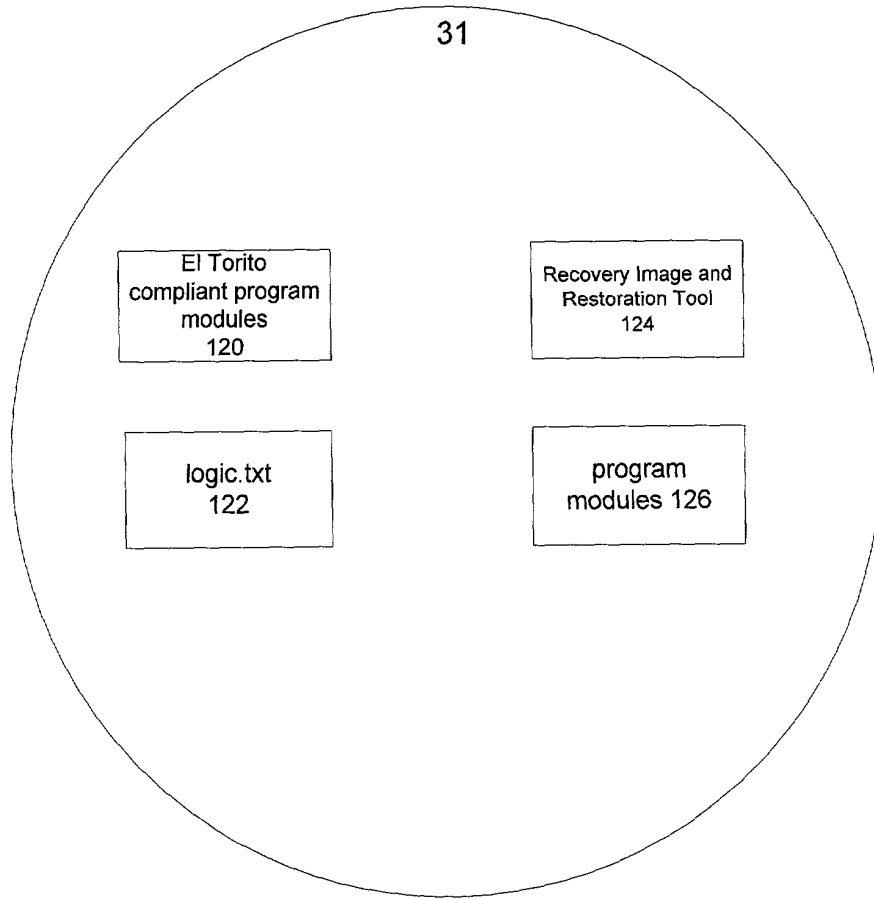 31
El Torito
compliant program
modules
120
Recovery Image and
Restoration Tool
124
logic.txt
122
program
modules 126